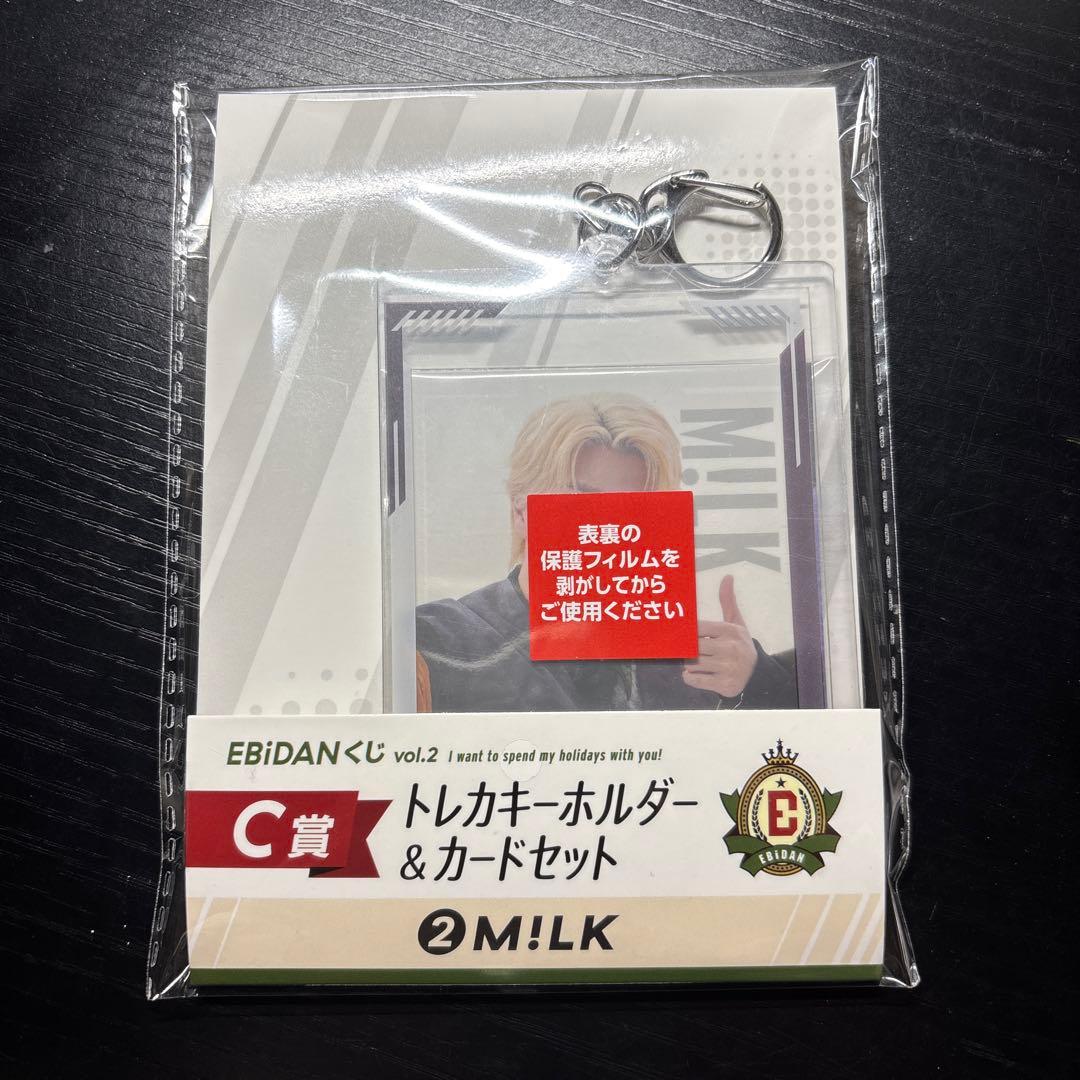 M!LK
表裏の
保護フィルムを
剥がしてから
ご使用ください
EBiDANくじ vol.2 I want to spend my holidays with you!
C賞
トレカキーホルダー
&カードセット
E
EBiDAN
2 M!LK